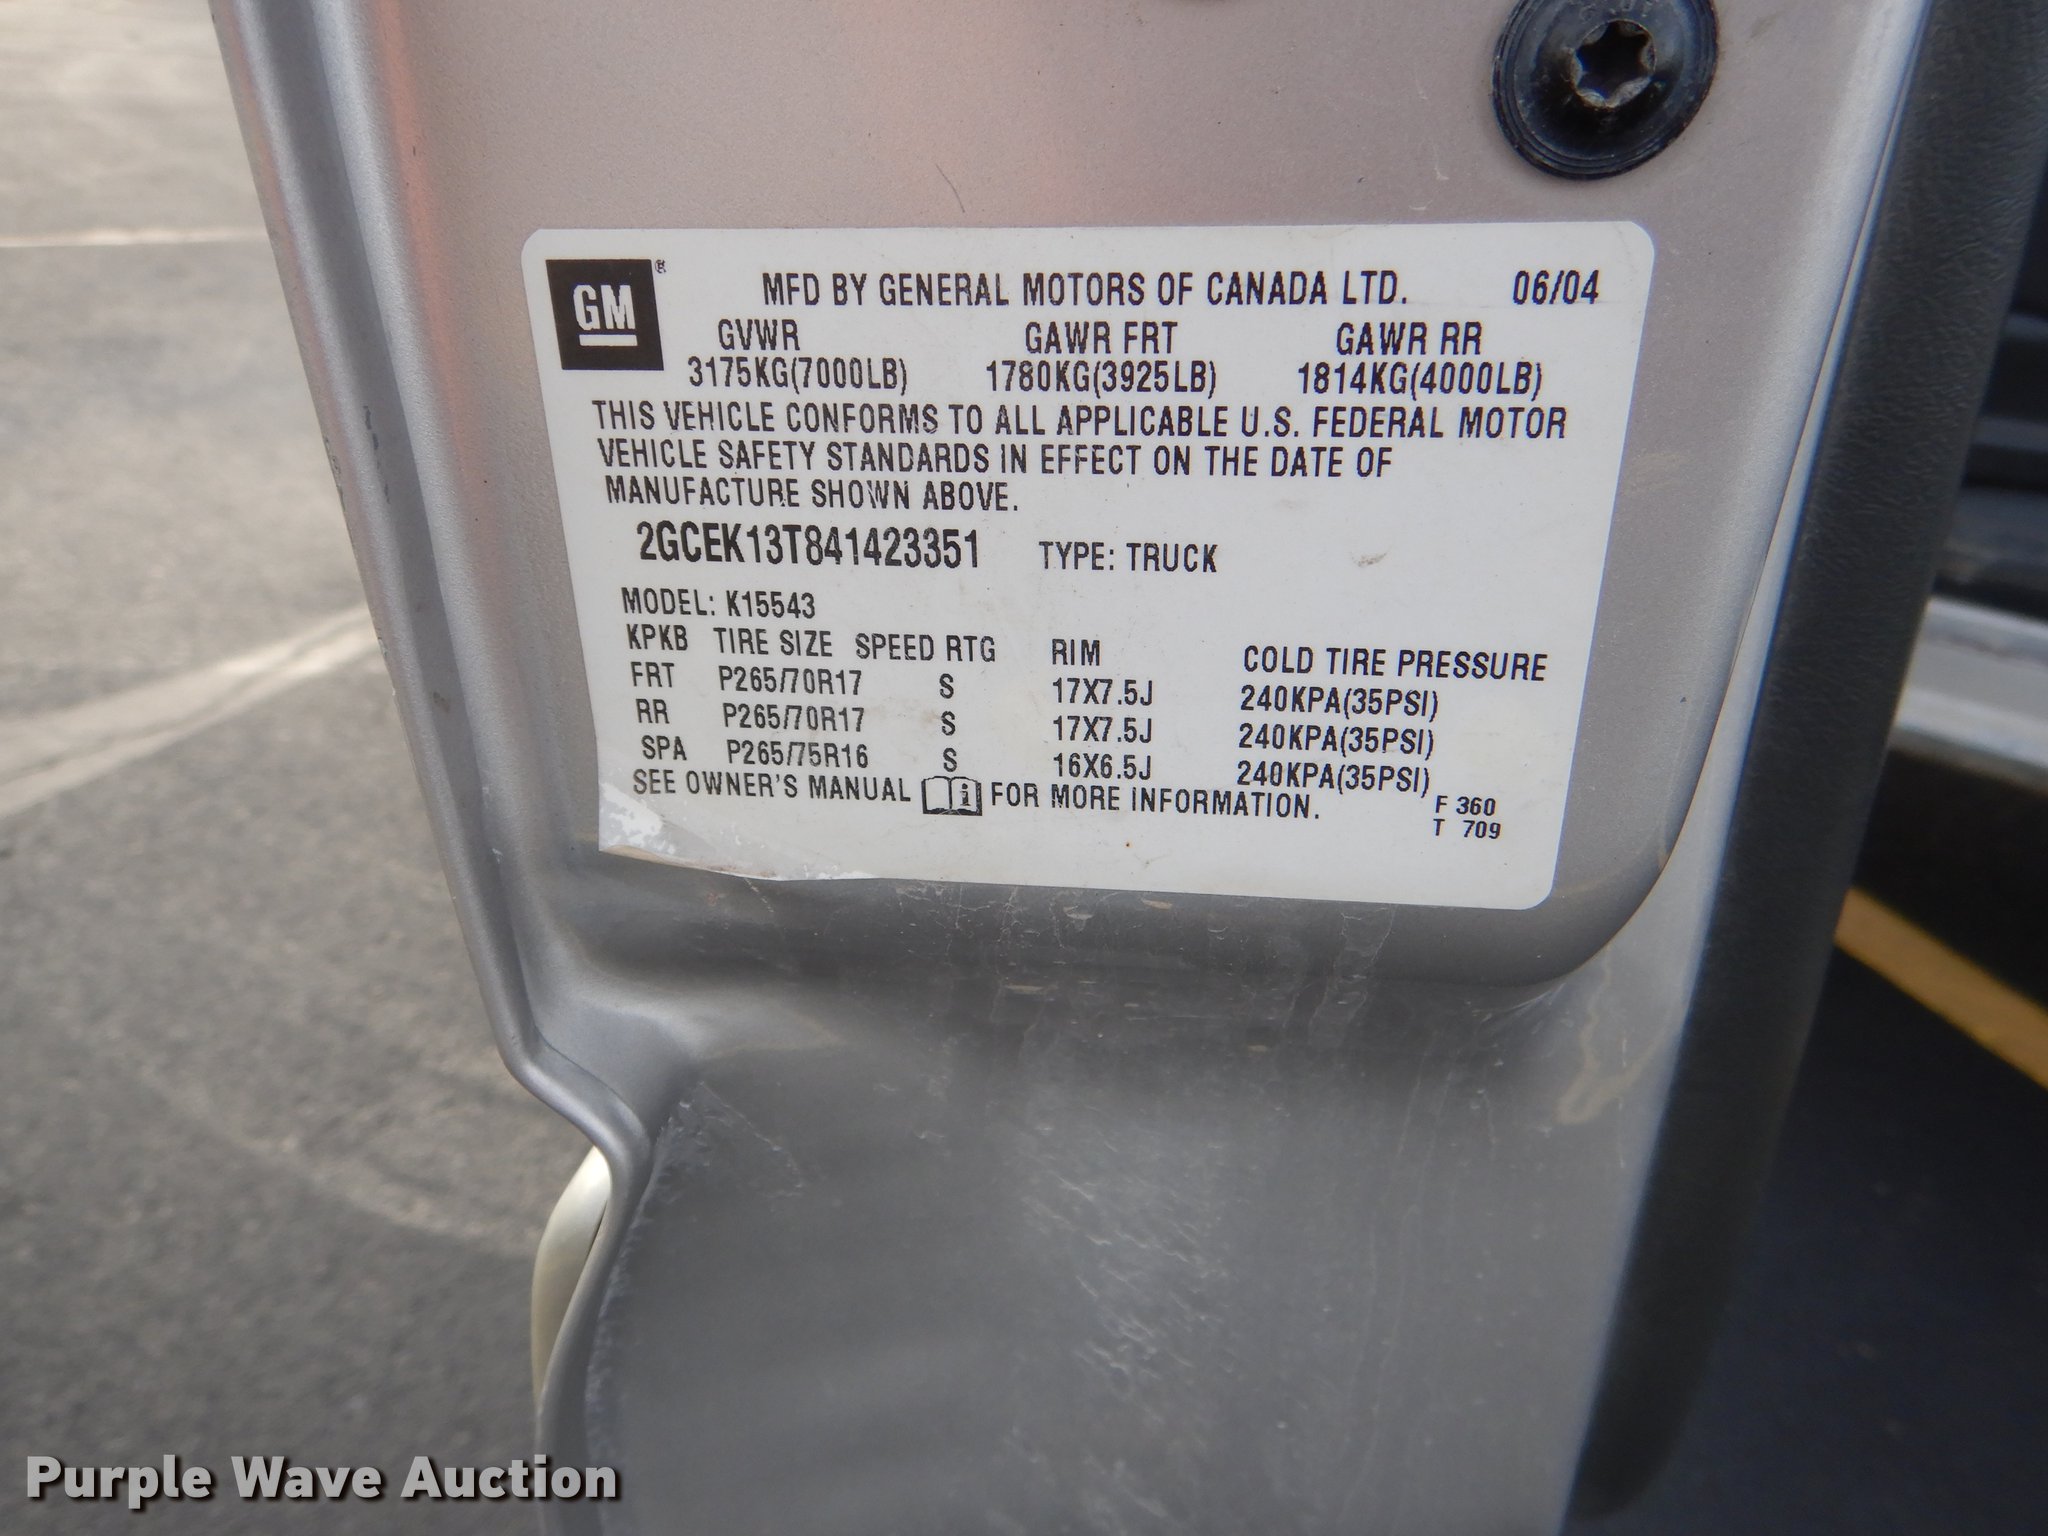 GM®
MFD BY GENERAL MOTORS OF CANADA LTD. 06/04
GVWR GAWR FRT GAWR RR
3175KG(7000LB) 1780KG(3925LB) 1814KG(4000LB)
THIS VEHICLE CONFORMS TO ALL APPLICABLE U.S. FEDERAL MOTOR
VEHICLE SAFETY STANDARDS IN EFFECT ON THE DATE OF
MANUFACTURE SHOWN ABOVE.
2GCEK13T841423351 TYPE: TRUCK
MODEL: K15543
KPKB TIRE SIZE SPEED RTG RIM COLD TIRE PRESSURE
FRT P265/70R17 S 17X7.5J 240KPA(35PSI)
RR P265/70R17 S 17X7.5J 240KPA(35PSI)
SPA P265/75R16 S 16X6.5J 240KPA(35PSI)
SEE OWNER'S MANUAL i FOR MORE INFORMATION.
F 360
T 709
Purple Wave Auction